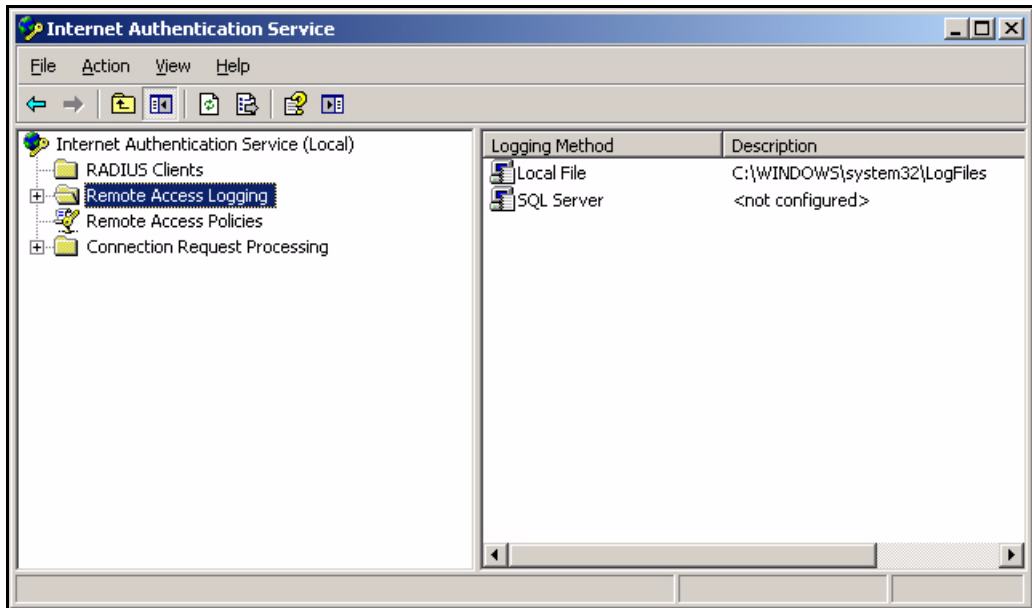 Internet Authentication Service
File Action View Help
Internet Authentication Service (Local)
RADIUS Clients
Remote Access Logging
Remote Access Policies
Connection Request Processing
Logging Method Description
Local File C:\WINDOWS\system32\LogFiles
SQL Server <not configured>